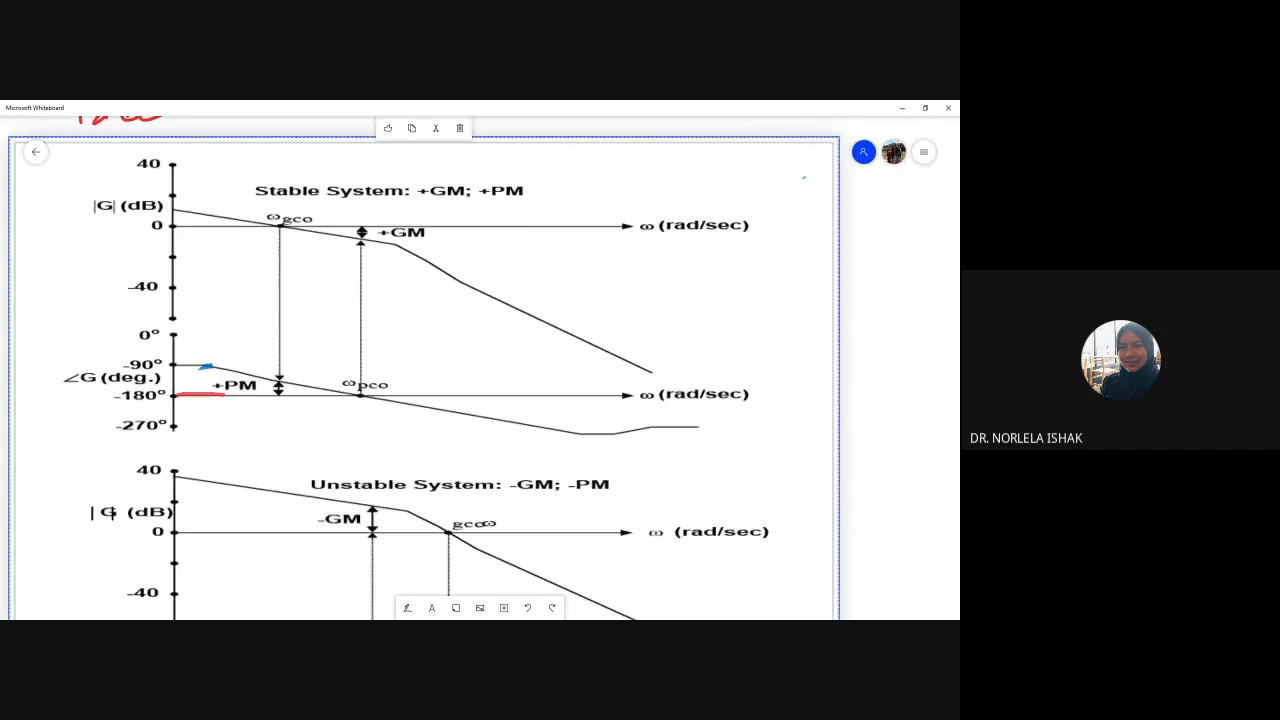 Microsoft Whiteboard
40
Stable System: +GM; +PM
|G| (dB)
ωgco
0
+GM
ω (rad/sec)
-40
0°
-90°
∠G (deg.)
+PM
ωpco
-180°
ω (rad/sec)
-270°
40
Unstable System: -GM; -PM
|G| (dB)
-GM
gcoω
0
ω (rad/sec)
-40
A
DR. NORLELA ISHAK